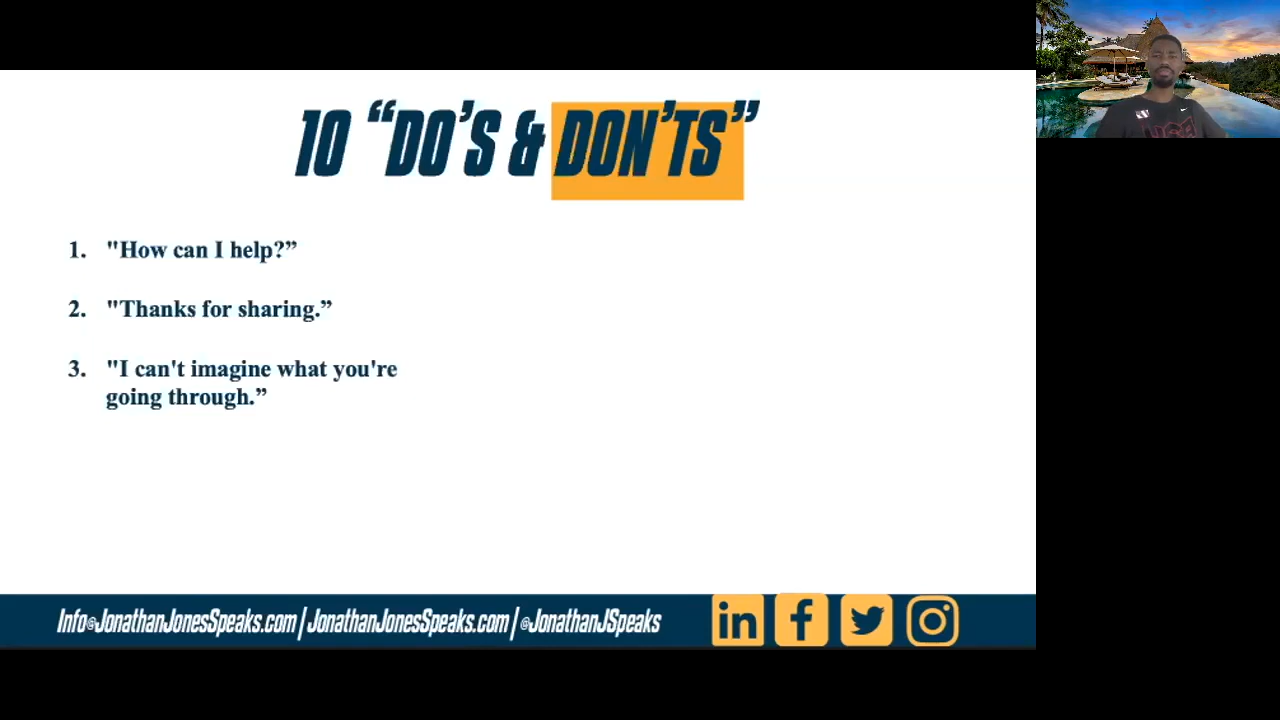 10 “DO’S & DON’TS”
1. "How can I help?”
2. "Thanks for sharing.”
3. "I can't imagine what you're
going through.”
Info@JonathanJonesSpeaks.com | JonathanJonesSpeaks.com | @JonathanJSpeaks
in f
USA